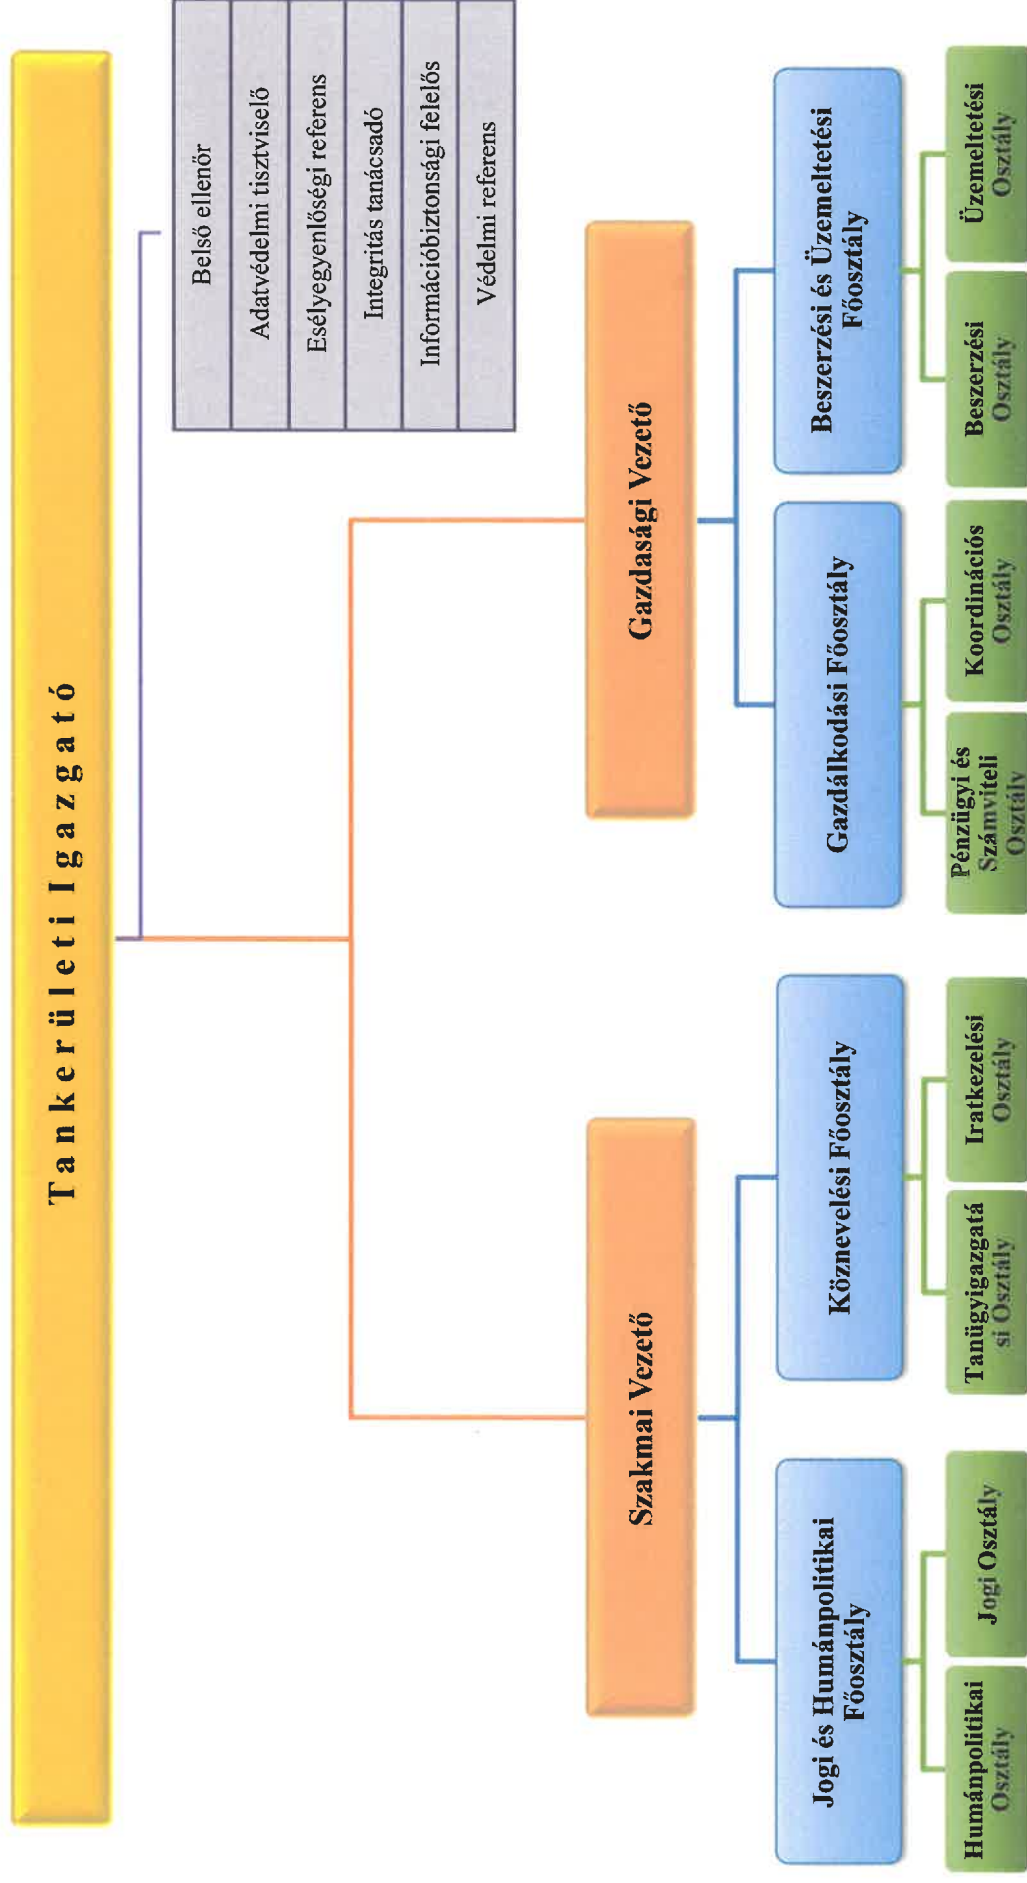 Tankerületi Igazgató
Belső ellenőr
Adatvédelmi tisztviselő
Esélyegyenlőségi referens
Integritás tanácsadó
Információbiztonsági felelős
Védelmi referens
Szakmai Vezető
Gazdasági Vezető
Jogi és Humánpolitikai
Főosztály
Köznevelési Főosztály
Gazdálkodási Főosztály
Beszerzési és Üzemeltetési
Főosztály
Humánpolitikai
Osztály
Jogi Osztály
Tanügyigazgatá
si Osztály
Iratkezelési
Osztály
Pénzügyi és
Számviteli
Osztály
Koordinációs
Osztály
Beszerzési
Osztály
Üzemeltetési
Osztály